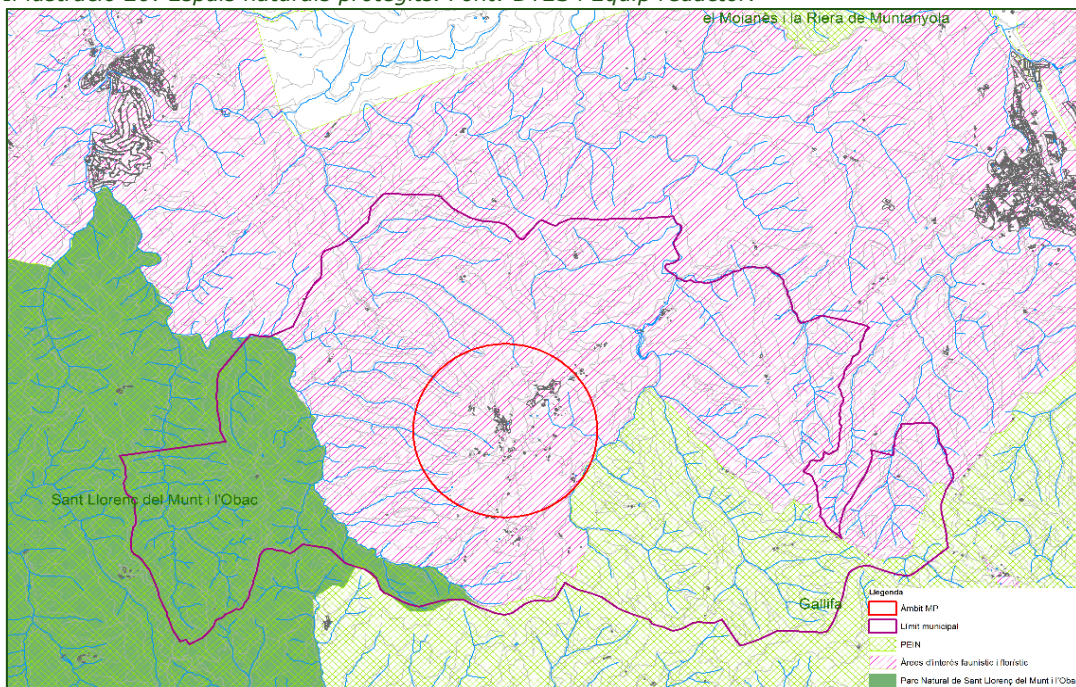 el Moianès i la Riera de Muntanyola
Sant Llorenç del Munt i l'Obac
Gallifa
Llegenda
Àmbit MP
Límit municipal
PEIN
Àrees d'interès faunístic i florístic
Parc Natural de Sant Llorenç del Munt i l'Obac